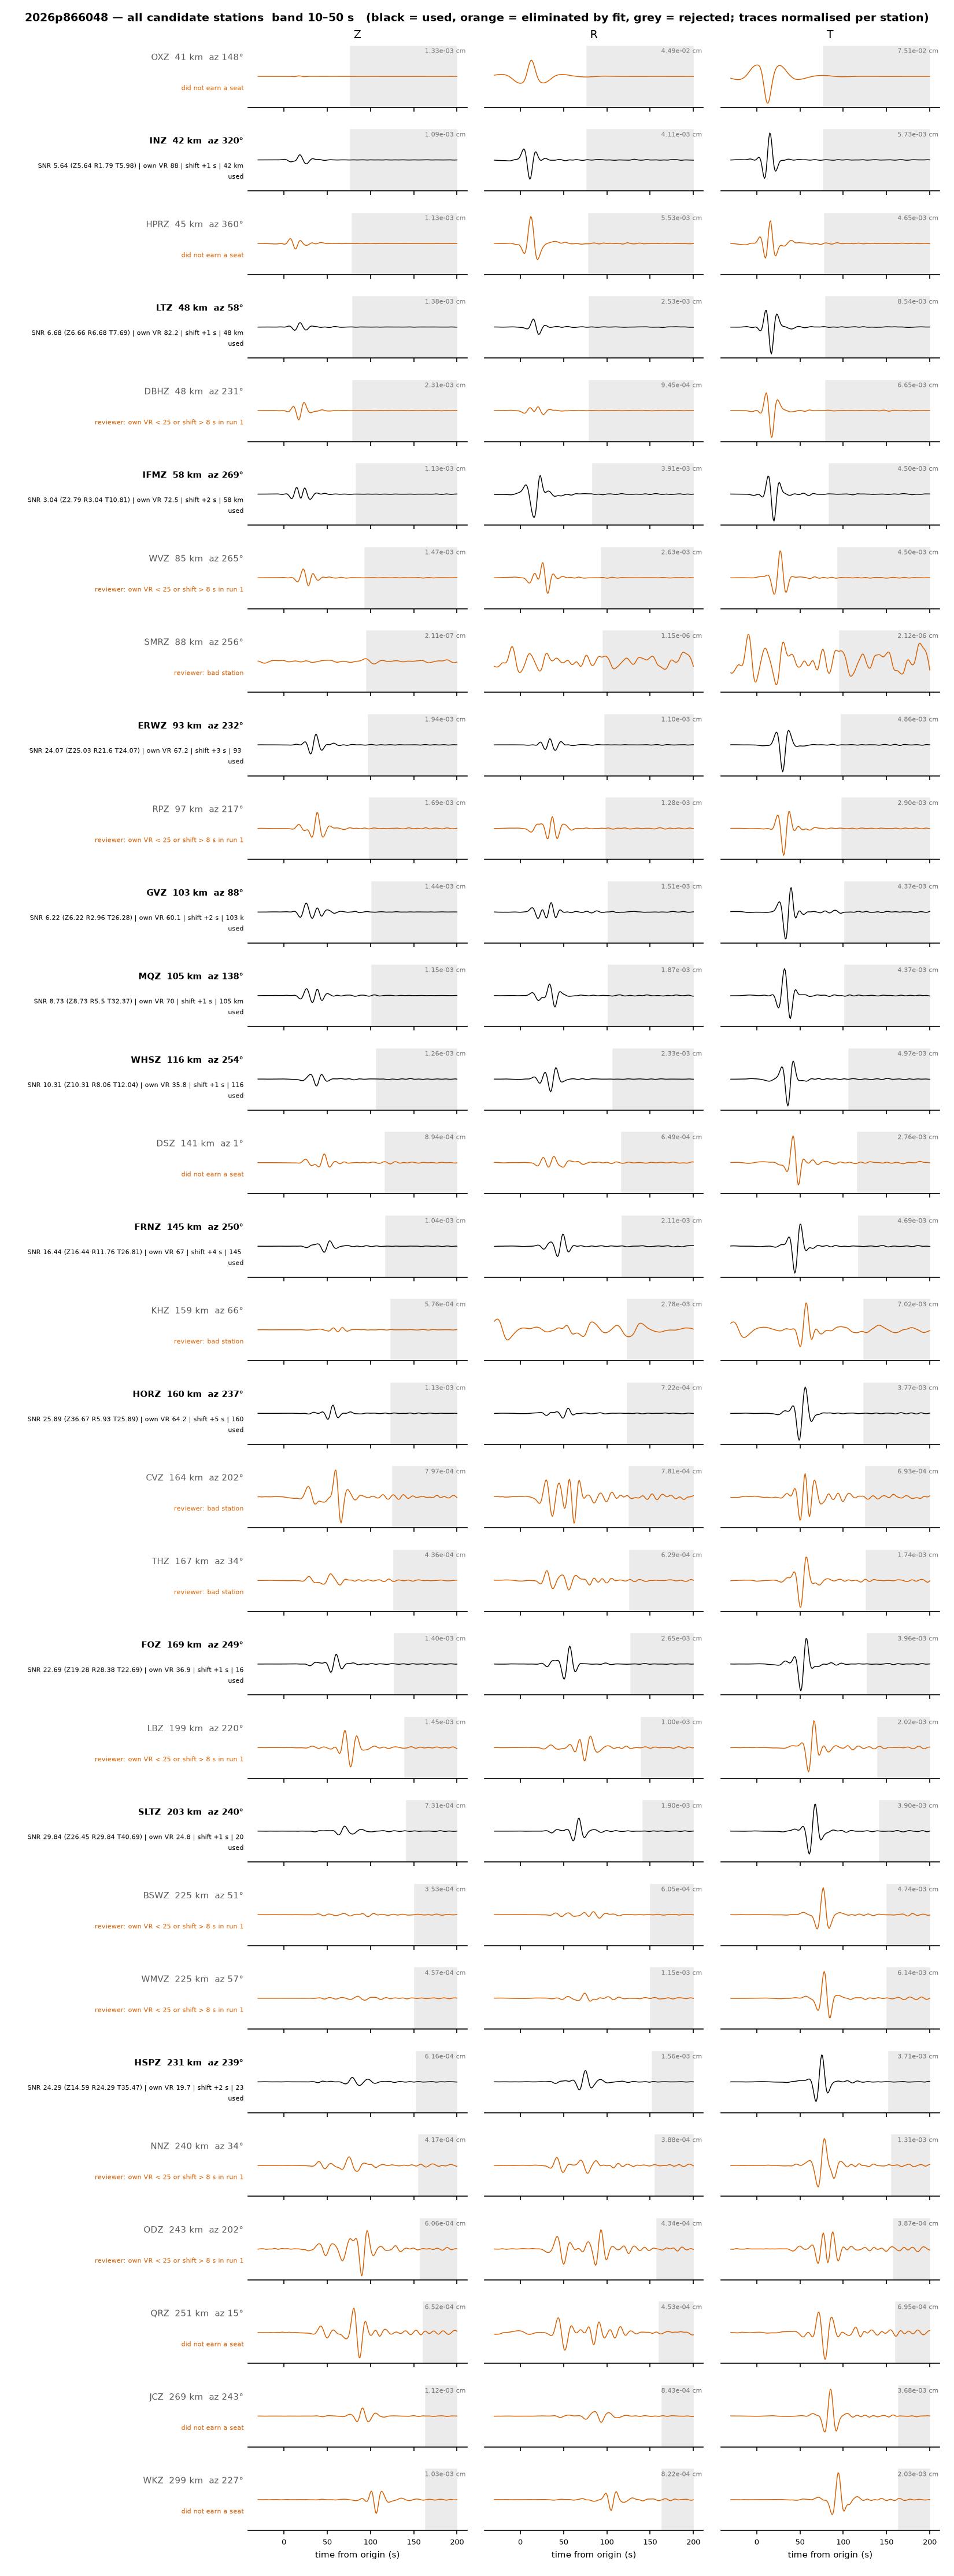 2026p866048 — all candidate stations  band 10–50 s   (black = used, orange = eliminated by fit, grey = rejected; traces normalised per station)
Z R T
OXZ  41 km  az 148° 1.33e-03 cm 4.49e-02 cm 7.51e-02 cm
did not earn a seat
INZ  42 km  az 320° 1.09e-03 cm 4.11e-03 cm 5.73e-03 cm
SNR 5.64 (Z5.64 R1.79 T5.98) | own VR 88 | shift +1 s | 42 km
used
HPRZ  45 km  az 360° 1.13e-03 cm 5.53e-03 cm 4.65e-03 cm
did not earn a seat
LTZ  48 km  az 58° 1.38e-03 cm 2.53e-03 cm 8.54e-03 cm
SNR 6.68 (Z6.66 R6.68 T7.69) | own VR 82.2 | shift +1 s | 48 km
used
DBHZ  48 km  az 231° 2.31e-03 cm 9.45e-04 cm 6.65e-03 cm
reviewer: own VR < 25 or shift > 8 s in run 1
IFMZ  58 km  az 269° 1.13e-03 cm 3.91e-03 cm 4.50e-03 cm
SNR 3.04 (Z2.79 R3.04 T10.81) | own VR 72.5 | shift +2 s | 58 km
used
WVZ  85 km  az 265° 1.47e-03 cm 2.63e-03 cm 4.50e-03 cm
reviewer: own VR < 25 or shift > 8 s in run 1
SMRZ  88 km  az 256° 2.11e-07 cm 1.15e-06 cm 2.12e-06 cm
reviewer: bad station
ERWZ  93 km  az 232° 1.94e-03 cm 1.10e-03 cm 4.86e-03 cm
SNR 24.07 (Z25.03 R21.6 T24.07) | own VR 67.2 | shift +3 s | 93
used
RPZ  97 km  az 217° 1.69e-03 cm 1.28e-03 cm 2.90e-03 cm
reviewer: own VR < 25 or shift > 8 s in run 1
GVZ  103 km  az 88° 1.44e-03 cm 1.51e-03 cm 4.37e-03 cm
SNR 6.22 (Z6.22 R2.96 T26.28) | own VR 60.1 | shift +2 s | 103 k
used
MQZ  105 km  az 138° 1.15e-03 cm 1.87e-03 cm 4.37e-03 cm
SNR 8.73 (Z8.73 R5.5 T32.37) | own VR 70 | shift +1 s | 105 km
used
WHSZ  116 km  az 254° 1.26e-03 cm 2.33e-03 cm 4.97e-03 cm
SNR 10.31 (Z10.31 R8.06 T12.04) | own VR 35.8 | shift +1 s | 116
used
DSZ  141 km  az 1° 8.94e-04 cm 6.49e-04 cm 2.76e-03 cm
did not earn a seat
FRNZ  145 km  az 250° 1.04e-03 cm 2.11e-03 cm 4.69e-03 cm
SNR 16.44 (Z16.44 R11.76 T26.81) | own VR 67 | shift +4 s | 145
used
KHZ  159 km  az 66° 5.76e-04 cm 2.78e-03 cm 7.02e-03 cm
reviewer: bad station
HORZ  160 km  az 237° 1.13e-03 cm 7.22e-04 cm 3.77e-03 cm
SNR 25.89 (Z36.67 R5.93 T25.89) | own VR 64.2 | shift +5 s | 160
used
CVZ  164 km  az 202° 7.97e-04 cm 7.81e-04 cm 6.93e-04 cm
reviewer: bad station
THZ  167 km  az 34° 4.36e-04 cm 6.29e-04 cm 1.74e-03 cm
reviewer: bad station
FOZ  169 km  az 249° 1.40e-03 cm 2.65e-03 cm 3.96e-03 cm
SNR 22.69 (Z19.28 R28.38 T22.69) | own VR 36.9 | shift +1 s | 16
used
LBZ  199 km  az 220° 1.45e-03 cm 1.00e-03 cm 2.02e-03 cm
reviewer: own VR < 25 or shift > 8 s in run 1
SLTZ  203 km  az 240° 7.31e-04 cm 1.90e-03 cm 3.90e-03 cm
SNR 29.84 (Z26.45 R29.84 T40.69) | own VR 24.8 | shift +1 s | 20
used
BSWZ  225 km  az 51° 3.53e-04 cm 6.05e-04 cm 4.74e-04 cm
reviewer: own VR < 25 or shift > 8 s in run 1
WMVZ  225 km  az 57° 4.57e-04 cm 1.15e-03 cm 6.14e-03 cm
reviewer: own VR < 25 or shift > 8 s in run 1
HSPZ  231 km  az 239° 6.16e-04 cm 1.56e-03 cm 3.71e-03 cm
SNR 24.29 (Z14.59 R24.29 T35.47) | own VR 19.7 | shift +2 s | 23
used
NNZ  240 km  az 34° 4.17e-04 cm 3.88e-04 cm 1.31e-03 cm
reviewer: own VR < 25 or shift > 8 s in run 1
ODZ  243 km  az 202° 6.06e-04 cm 4.34e-04 cm 3.87e-04 cm
reviewer: own VR < 25 or shift > 8 s in run 1
QRZ  251 km  az 15° 6.52e-04 cm 4.53e-04 cm 6.95e-04 cm
did not earn a seat
JCZ  269 km  az 243° 1.12e-03 cm 8.43e-04 cm 3.68e-03 cm
did not earn a seat
WKZ  299 km  az 227° 1.03e-03 cm 8.22e-04 cm 2.03e-03 cm
did not earn a seat
0 50 100 150 200 0 50 100 150 200 0 50 100 150 200
time from origin (s) time from origin (s) time from origin (s)